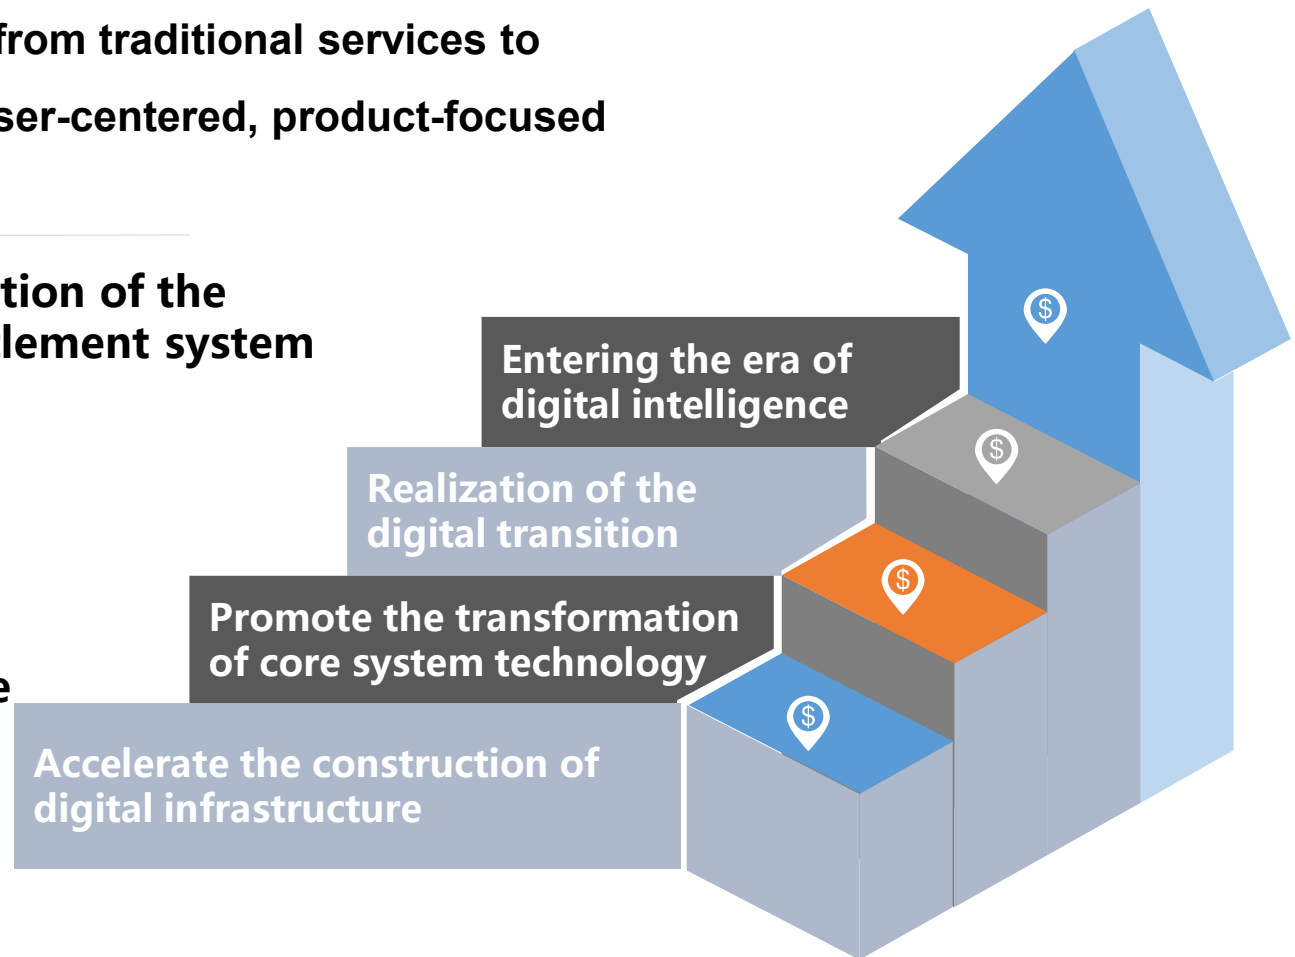 from traditional services to
ser-centered, product-focused
tion of the
lement system
Entering the era of
digital intelligence
$
$
Realization of the
digital transition
$
Promote the transformation
of core system technology
e
$
Accelerate the construction of
digital infrastructure